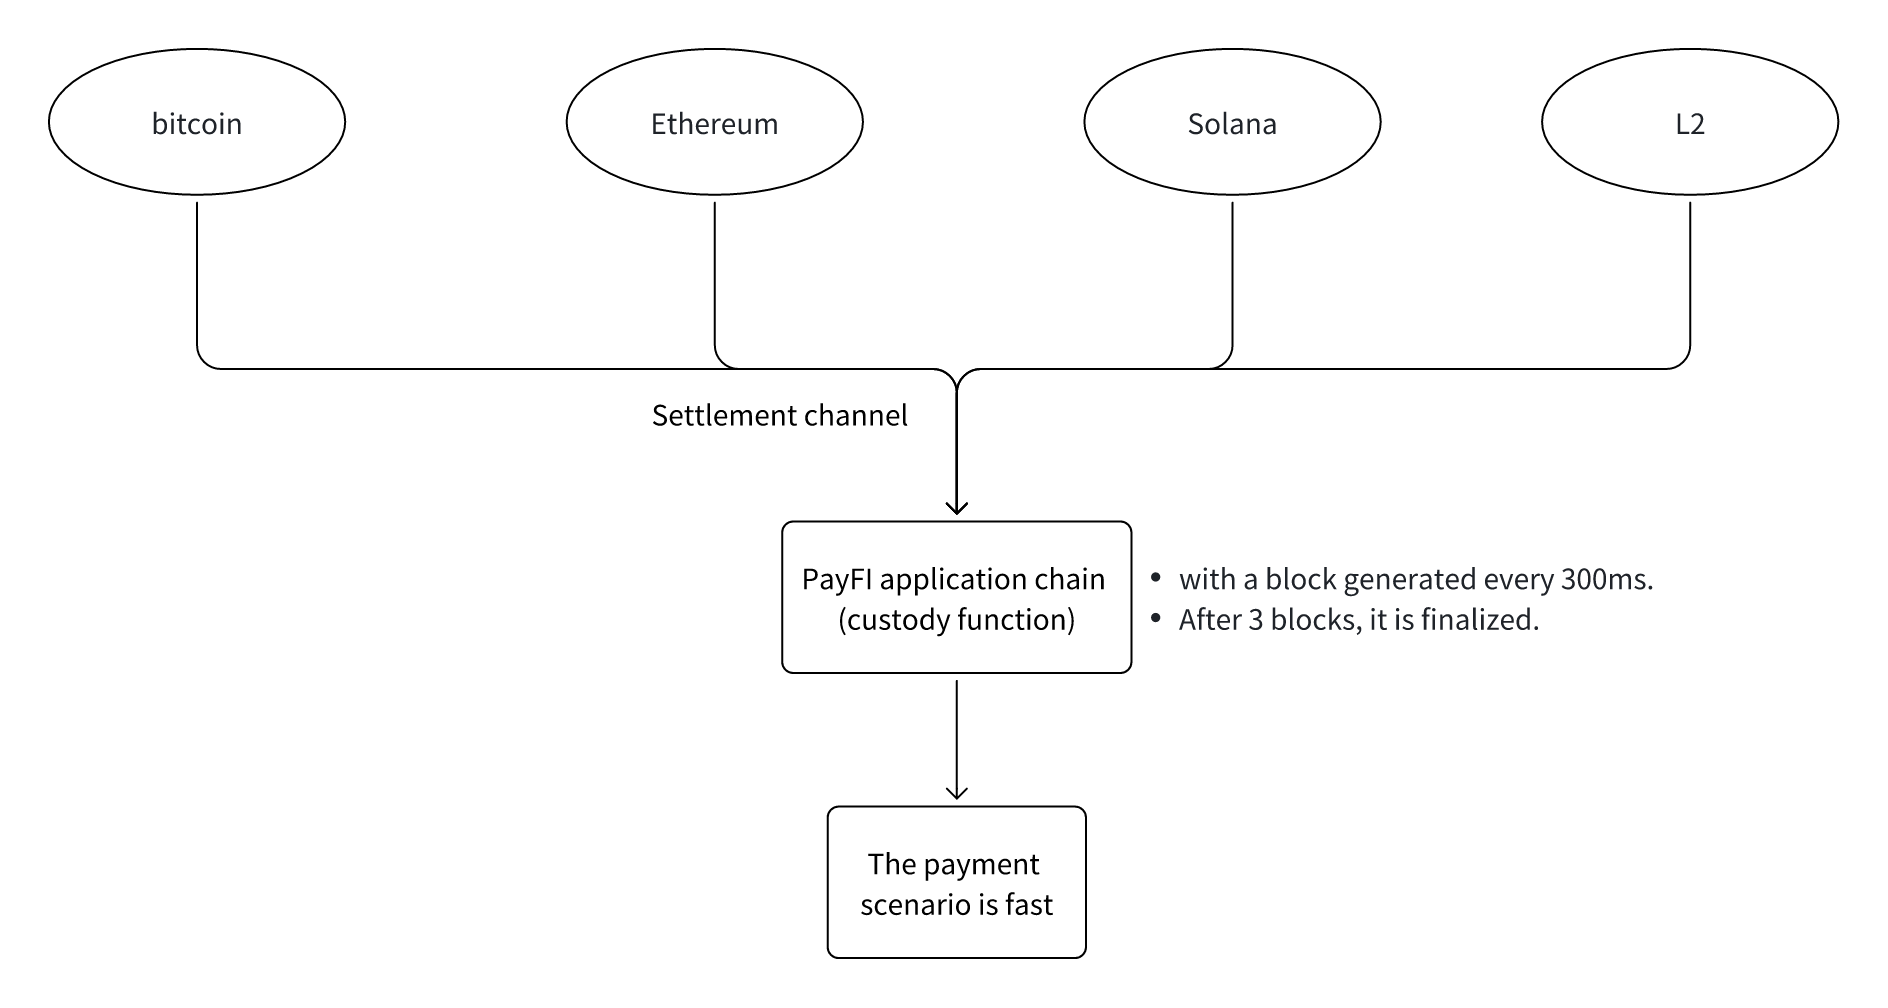 bitcoin
Ethereum
Solana
L2
Settlement channel
PayFI application chain
(custody function)
• with a block generated every 300ms.
• After 3 blocks, it is finalized.
The payment
scenario is fast